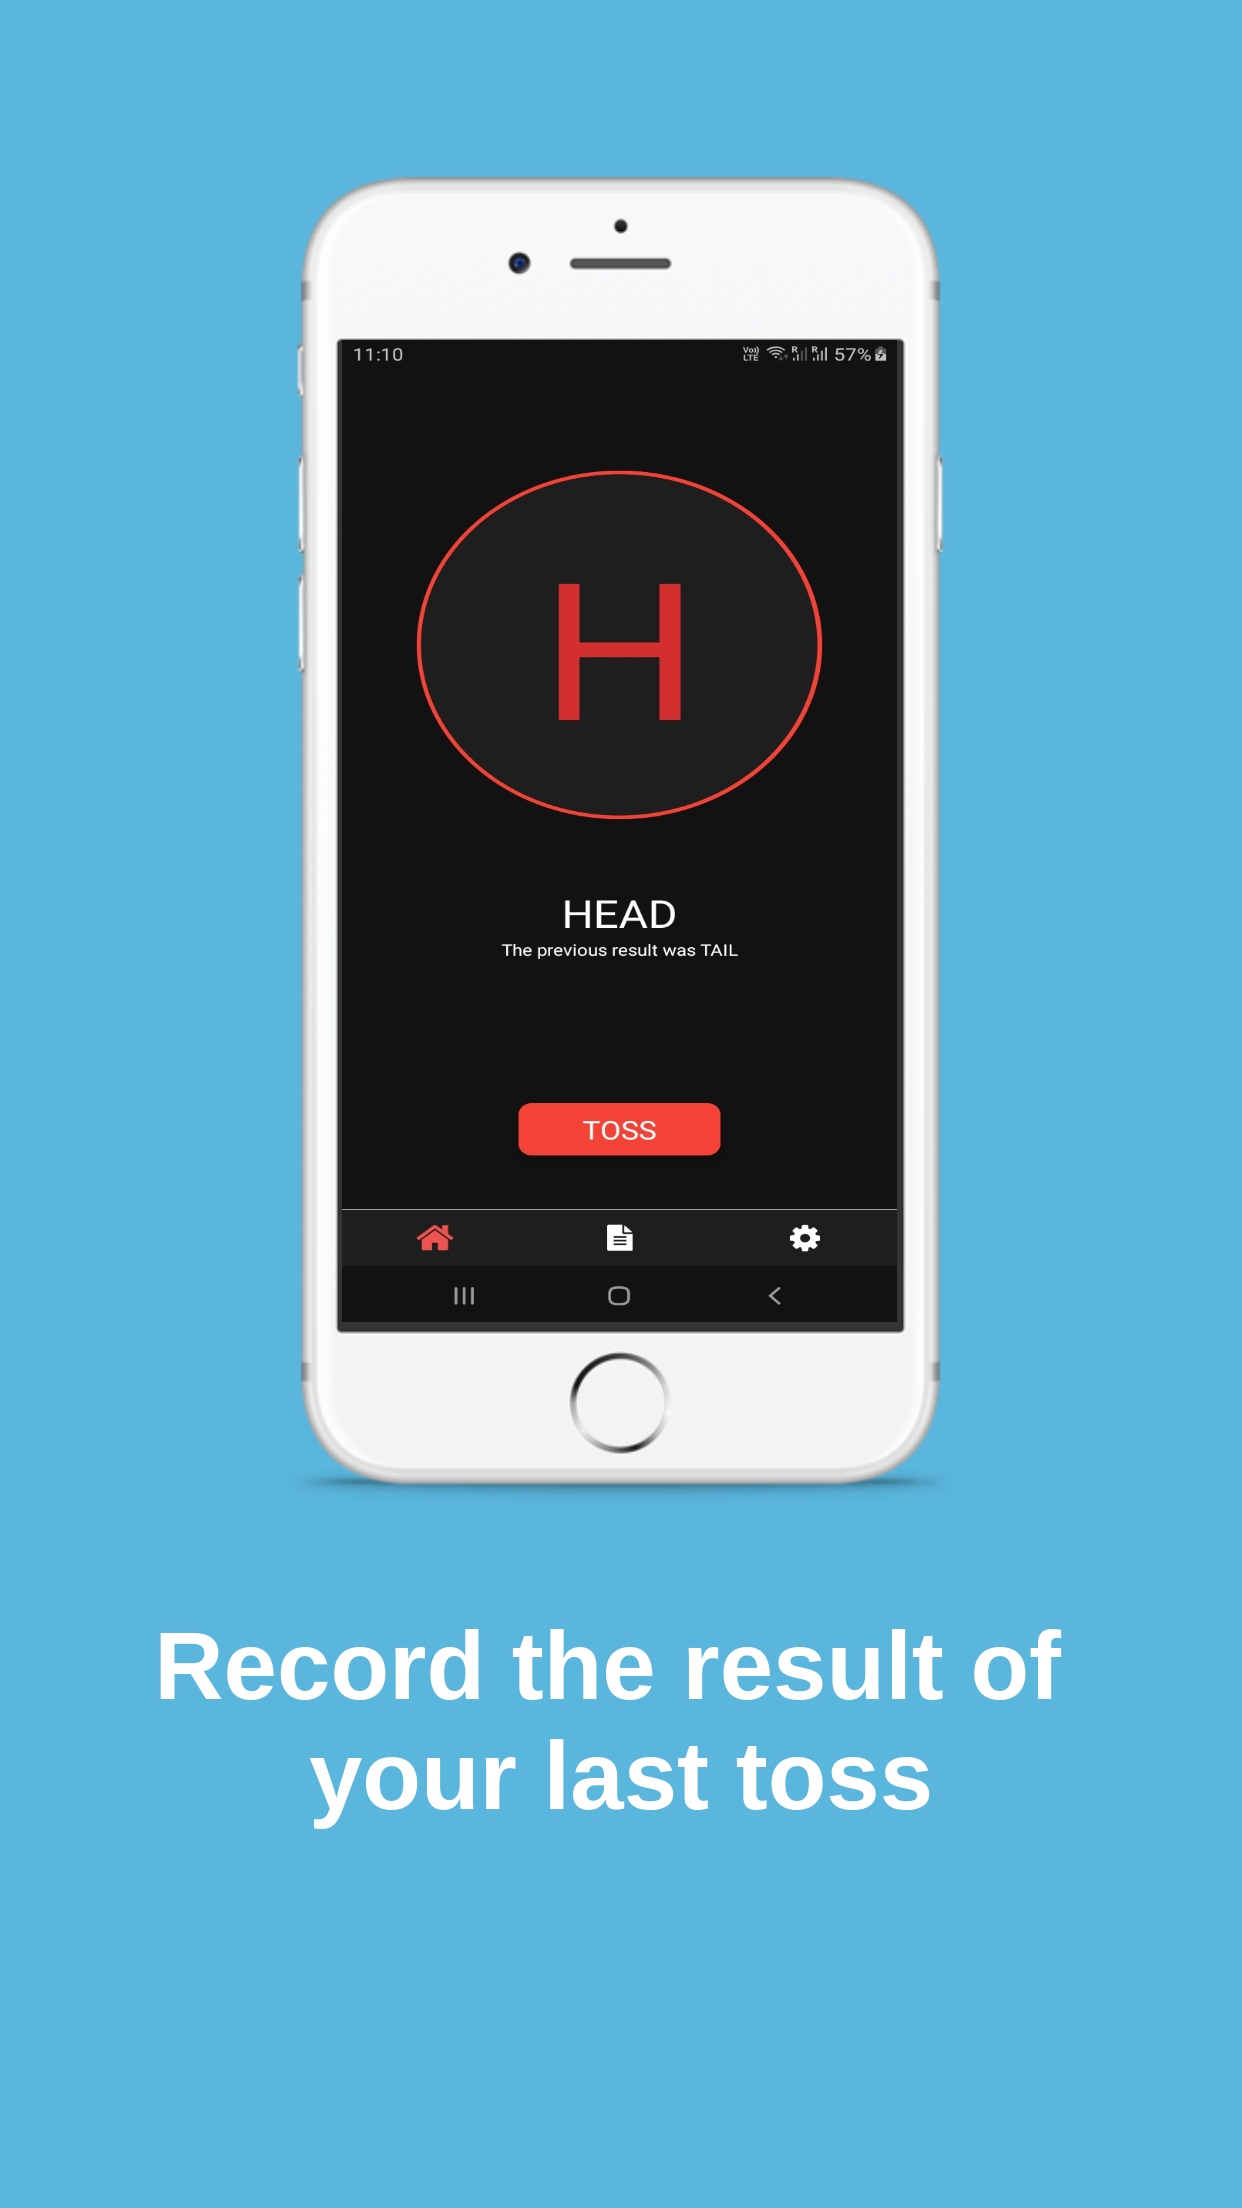 11:10 Vo)) LTE R R 57%
H
HEAD
The previous result was TAIL
TOSS
Record the result of
your last toss